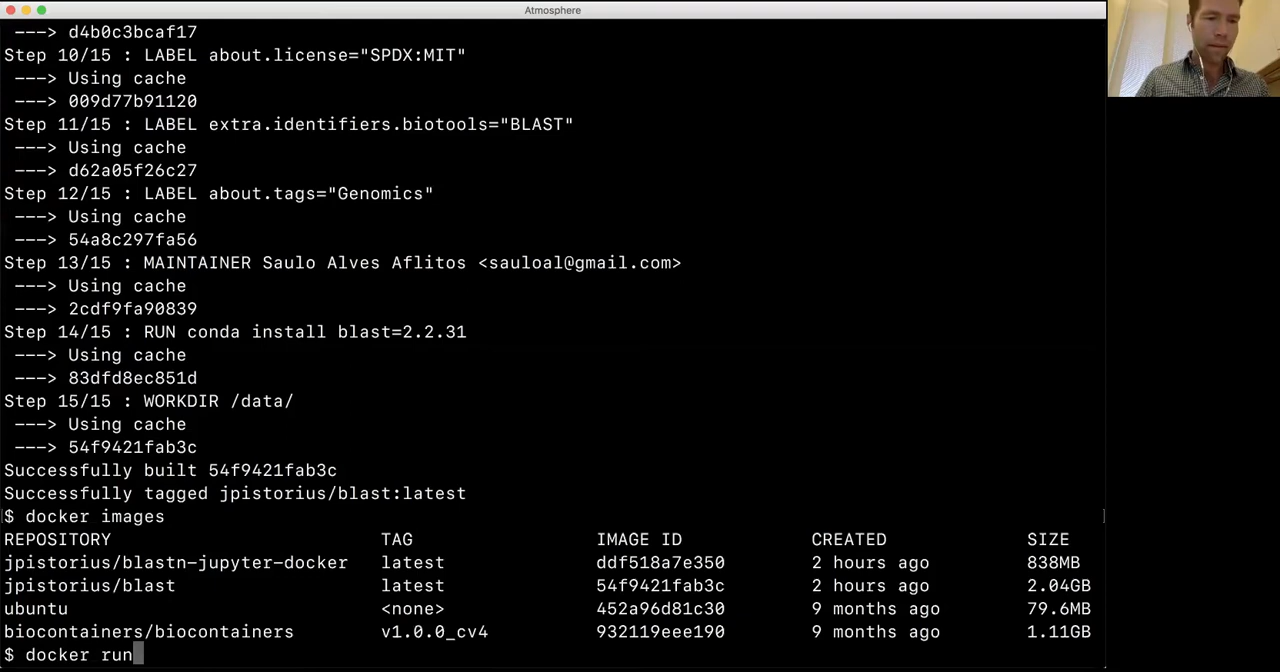 Atmosphere
---> d4b0c3bcaf17
Step 10/15 : LABEL about.license="SPDX:MIT"
---> Using cache
---> 009d77b91120
Step 11/15 : LABEL extra.identifiers.biotools="BLAST"
---> Using cache
---> d62a05f26c27
Step 12/15 : LABEL about.tags="Genomics"
---> Using cache
---> 54a8c297fa56
Step 13/15 : MAINTAINER Saulo Alves Aflitos <sauloal@gmail.com>
---> Using cache
---> 2cdf9fa90839
Step 14/15 : RUN conda install blast=2.2.31
---> Using cache
---> 83dfd8ec851d
Step 15/15 : WORKDIR /data/
---> Using cache
---> 54f9421fab3c
Successfully built 54f9421fab3c
Successfully tagged jpistorius/blast:latest
$ docker images
REPOSITORY TAG IMAGE ID CREATED SIZE
jpistorius/blastn-jupyter-docker latest ddf518a7e350 2 hours ago 838MB
jpistorius/blast latest 54f9421fab3c 2 hours ago 2.04GB
ubuntu <none> 452a96d81c30 9 months ago 79.6MB
biocontainers/biocontainers v1.0.0_cv4 932119eee190 9 months ago 1.11GB
$ docker run